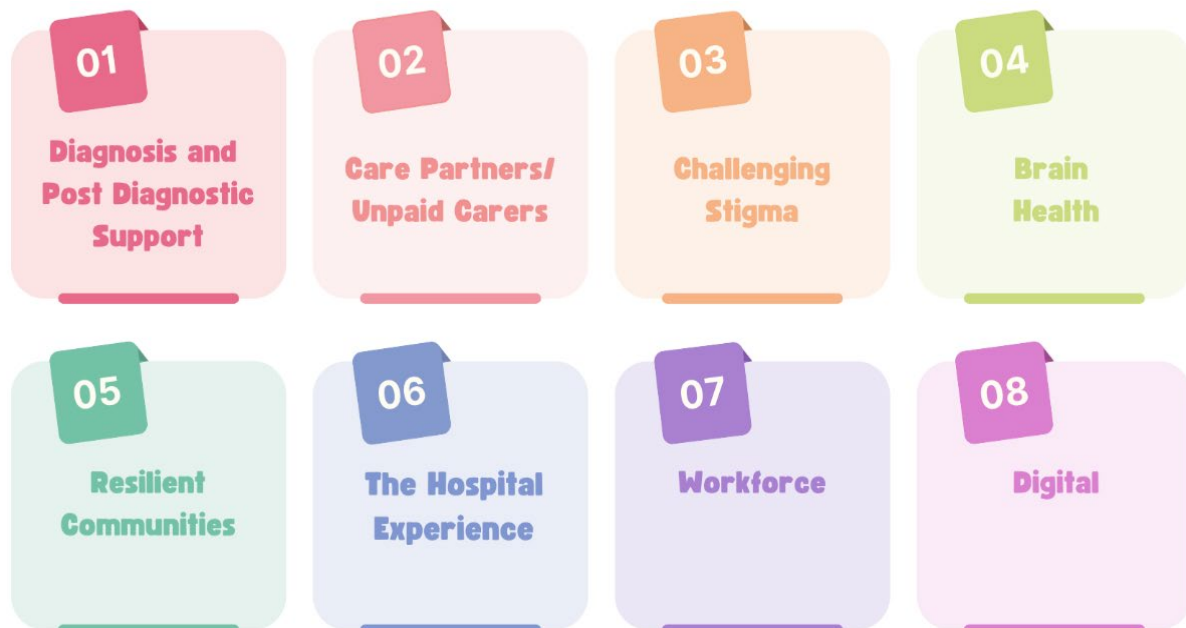 01
Diagnosis and
Post Diagnostic
Support
02
Care Partners/
Unpaid Carers
03
Challenging
Stigma
04
Brain
Health
05
Resilient
Communities
06
The Hospital
Experience
07
Workforce
08
Digital